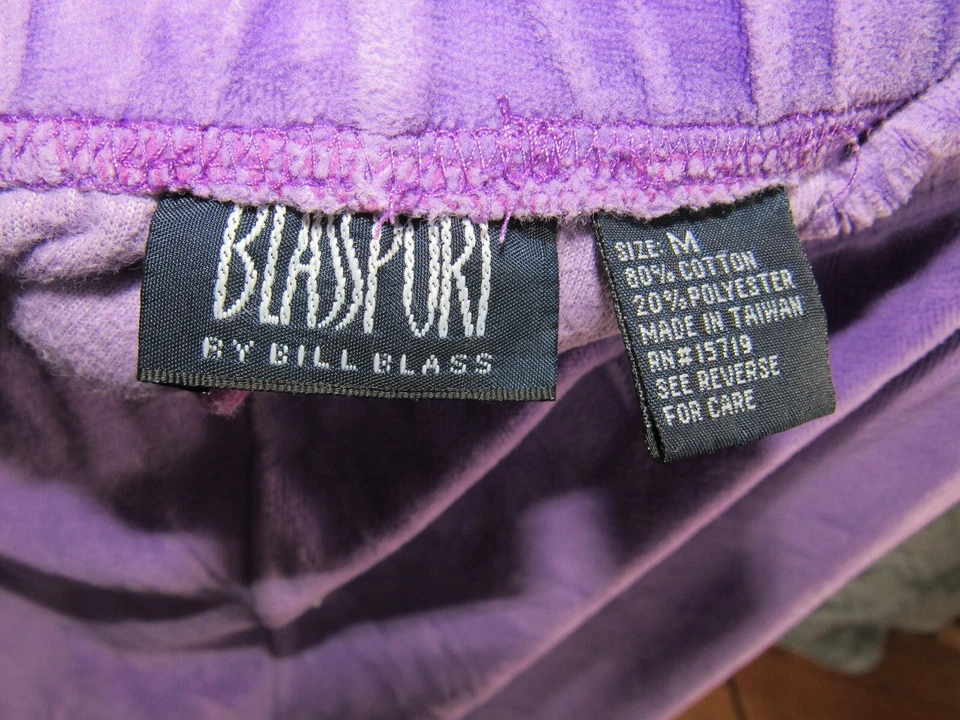 BLASSPORT
BY BILL BLASS
SIZE: M
80% COTTON
20% POLYESTER
MADE IN TAIWAN
RN#15719
SEE REVERSE
FOR CARE